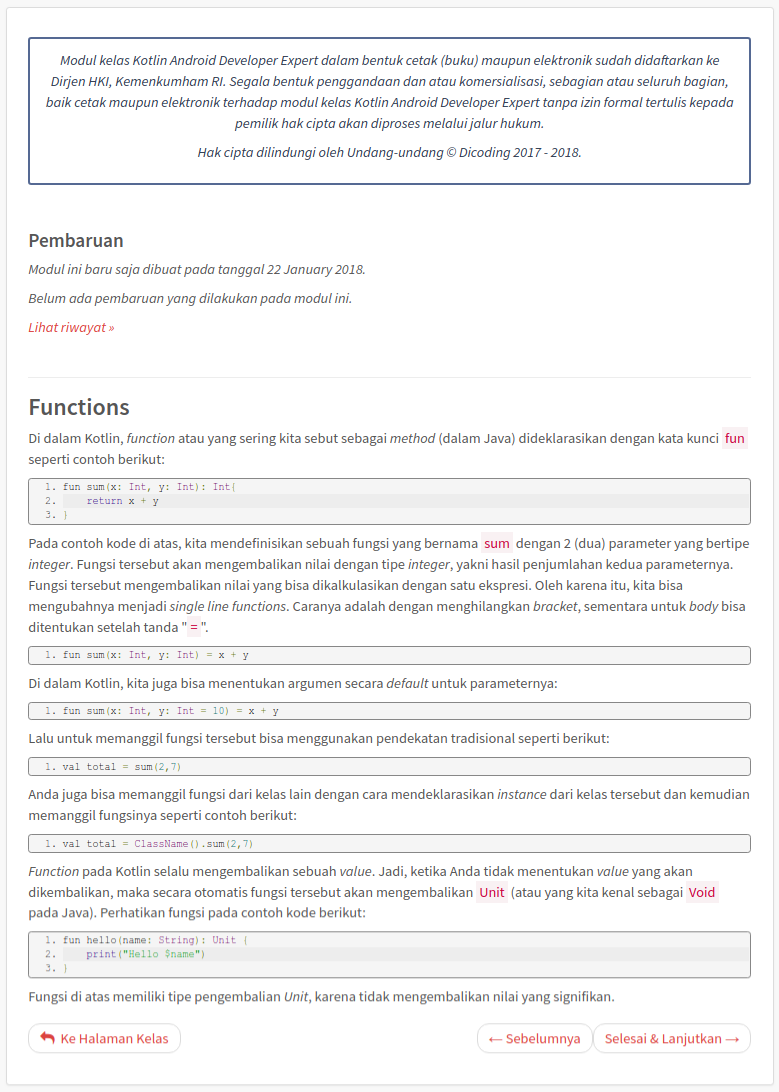 Modul kelas Kotlin Android Developer Expert dalam bentuk cetak (buku) maupun elektronik sudah didaftarkan ke
Dirjen HKI, Kemenkumham RI. Segala bentuk penggandaan dan atau komersialisasi, sebagian atau seluruh bagian,
baik cetak maupun elektronik terhadap modul kelas Kotlin Android Developer Expert tanpa izin formal tertulis kepada
pemilik hak cipta akan diproses melalui jalur hukum.
Hak cipta dilindungi oleh Undang-undang © Dicoding 2017 - 2018.
Pembaruan
Modul ini baru saja dibuat pada tanggal 22 January 2018.
Belum ada pembaruan yang dilakukan pada modul ini.
Lihat riwayat »
Functions
Di dalam Kotlin, function atau yang sering kita sebut sebagai method (dalam Java) dideklarasikan dengan kata kunci fun
seperti contoh berikut:
1. fun sum(x: Int, y: Int): Int{
2.     return x + y
3. }
Pada contoh kode di atas, kita mendefinisikan sebuah fungsi yang bernama sum dengan 2 (dua) parameter yang bertipe
integer. Fungsi tersebut akan mengembalikan nilai dengan tipe integer, yakni hasil penjumlahan kedua parameternya.
Fungsi tersebut mengembalikan nilai yang bisa dikalkulasikan dengan satu ekspresi. Oleh karena itu, kita bisa
mengubahnya menjadi single line functions. Caranya adalah dengan menghilangkan bracket, sementara untuk body bisa
ditentukan setelah tanda " = ".
1. fun sum(x: Int, y: Int) = x + y
Di dalam Kotlin, kita juga bisa menentukan argumen secara default untuk parameternya:
1. fun sum(x: Int, y: Int = 10) = x + y
Lalu untuk memanggil fungsi tersebut bisa menggunakan pendekatan tradisional seperti berikut:
1. val total = sum(2,7)
Anda juga bisa memanggil fungsi dari kelas lain dengan cara mendeklarasikan instance dari kelas tersebut dan kemudian
memanggil fungsinya seperti contoh berikut:
1. val total = ClassName().sum(2,7)
Function pada Kotlin selalu mengembalikan sebuah value. Jadi, ketika Anda tidak menentukan value yang akan
dikembalikan, maka secara otomatis fungsi tersebut akan mengembalikan Unit (atau yang kita kenal sebagai Void
pada Java). Perhatikan fungsi pada contoh kode berikut:
1. fun hello(name: String): Unit {
2.     print("Hello $name")
3. }
Fungsi di atas memiliki tipe pengembalian Unit, karena tidak mengembalikan nilai yang signifikan.
Ke Halaman Kelas
← Sebelumnya
Selesai & Lanjutkan →